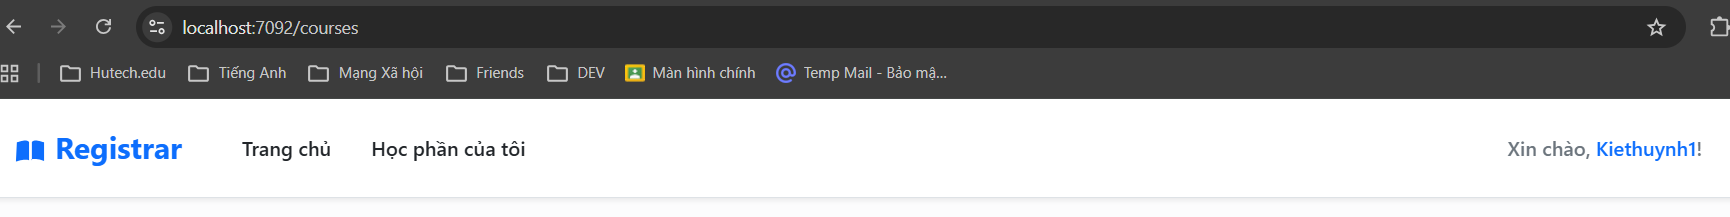 localhost:7092/courses
Hutech.edu Tiếng Anh Mạng Xã hội Friends DEV Màn hình chính Temp Mail - Bảo mậ...
Registrar Trang chủ Học phần của tôi Xin chào, Kiethuynh1!